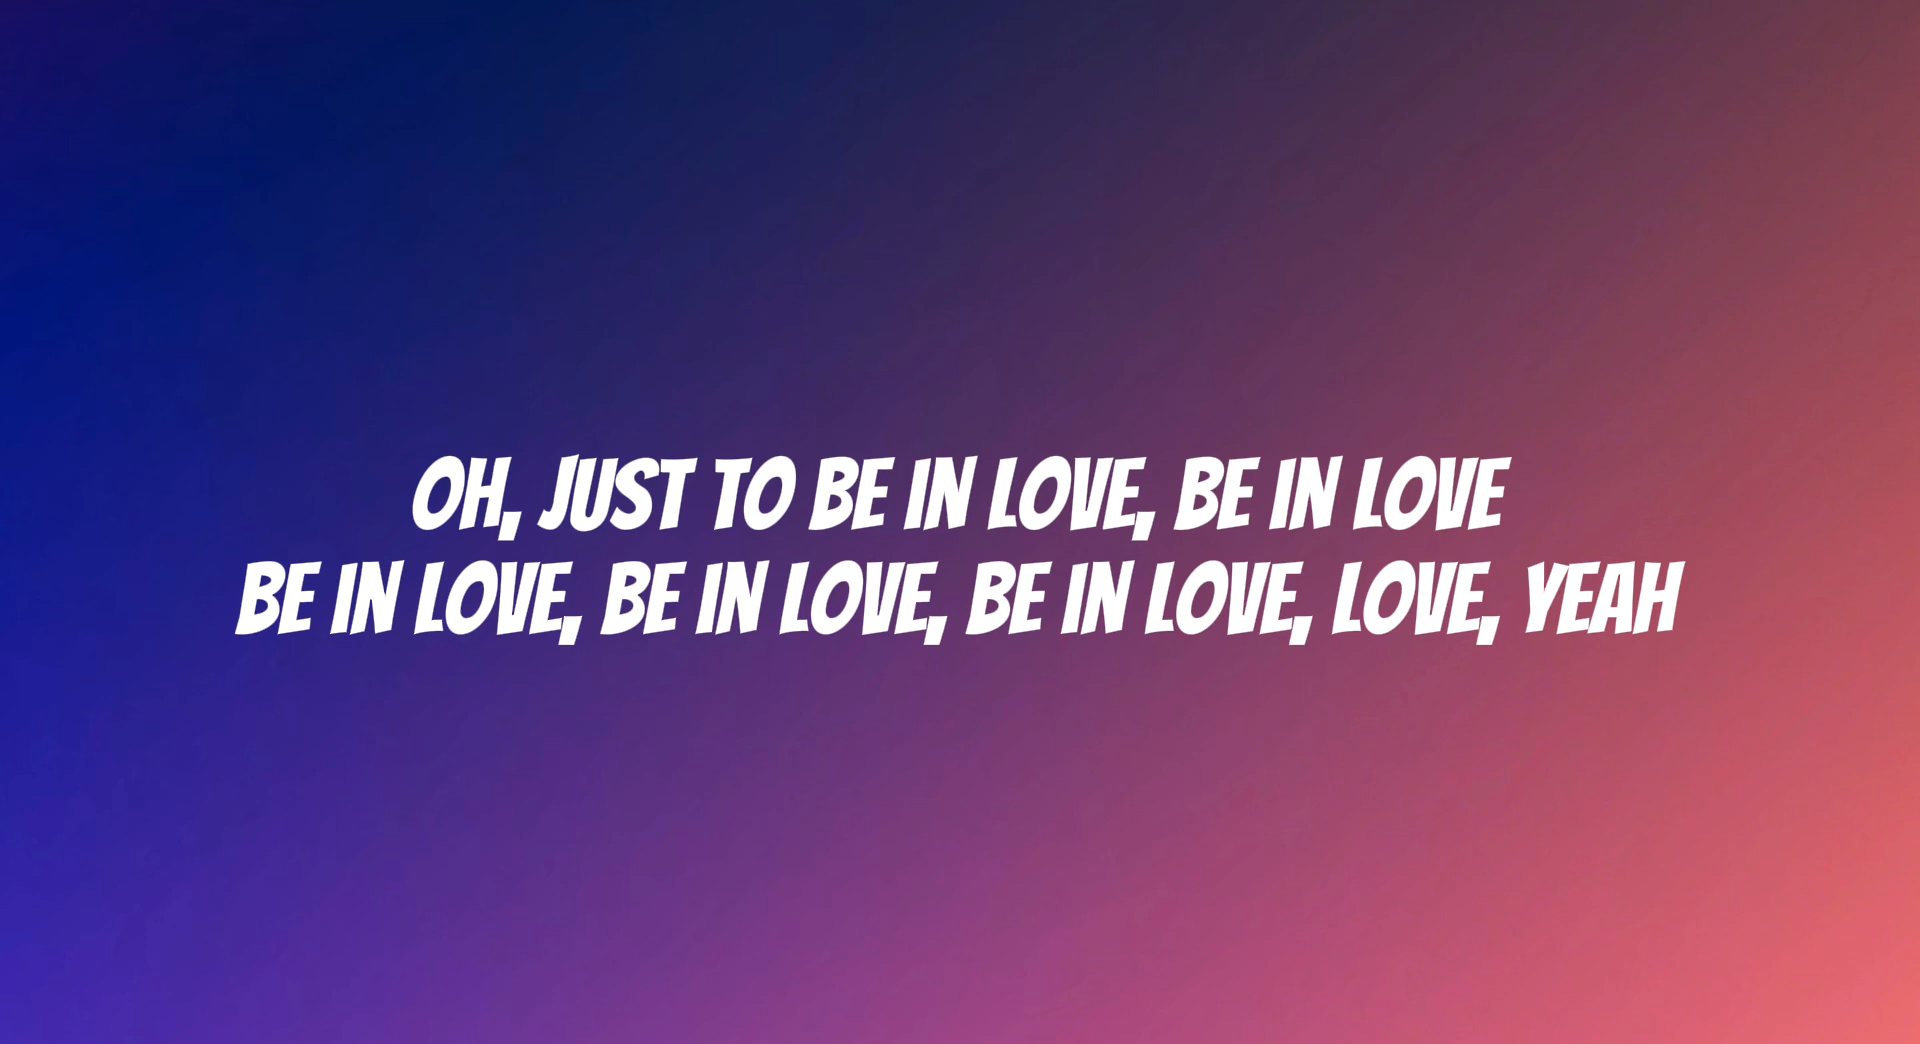 OH, JUST TO BE IN LOVE, BE IN LOVE
BE IN LOVE, BE IN LOVE, BE IN LOVE, LOVE, YEAH